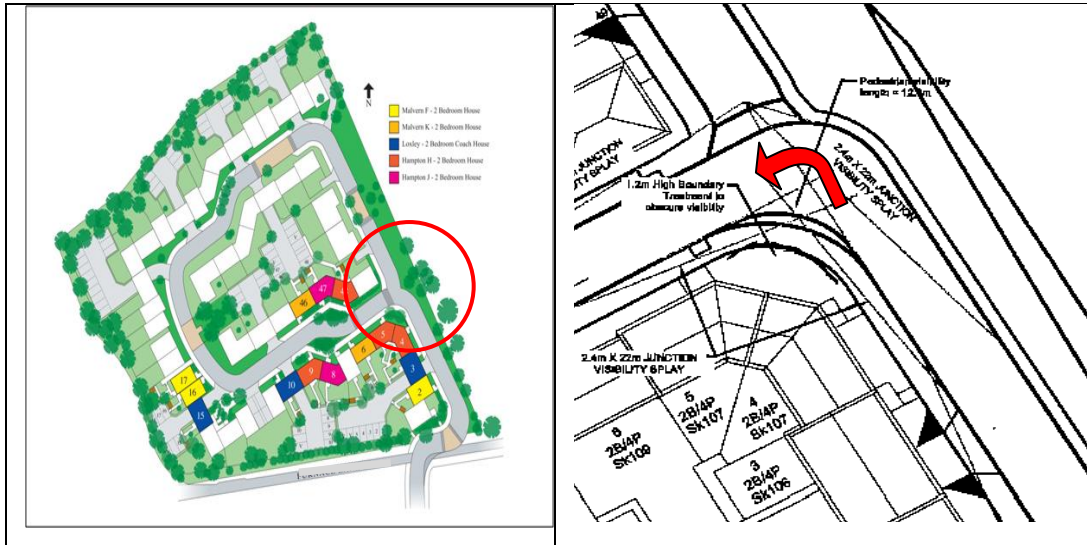 N
Malvern F - 2 Bedroom House
Malvern K - 2 Bedroom House
Loxley - 2 Bedroom Coach House
Hampton H - 2 Bedroom House
Hampton J - 2 Bedroom House
47
46
5
4
6
3
9
8
2
10
17
16
15
49
Pedestrian visibility
length =
JUNCTION
TY SPLAY
2.4m X 22m JUNCTION
VISIBILITY SPLAY
1.2m High Boundary
Treatment to
obscure visibility
2.4m X 22m JUNCTION
VISIBILITY SPLAY
5
2B/4P
Sk107
4
2B/4P
Sk107
6
2B/4P
Sk109
3
2B/4P
Sk106